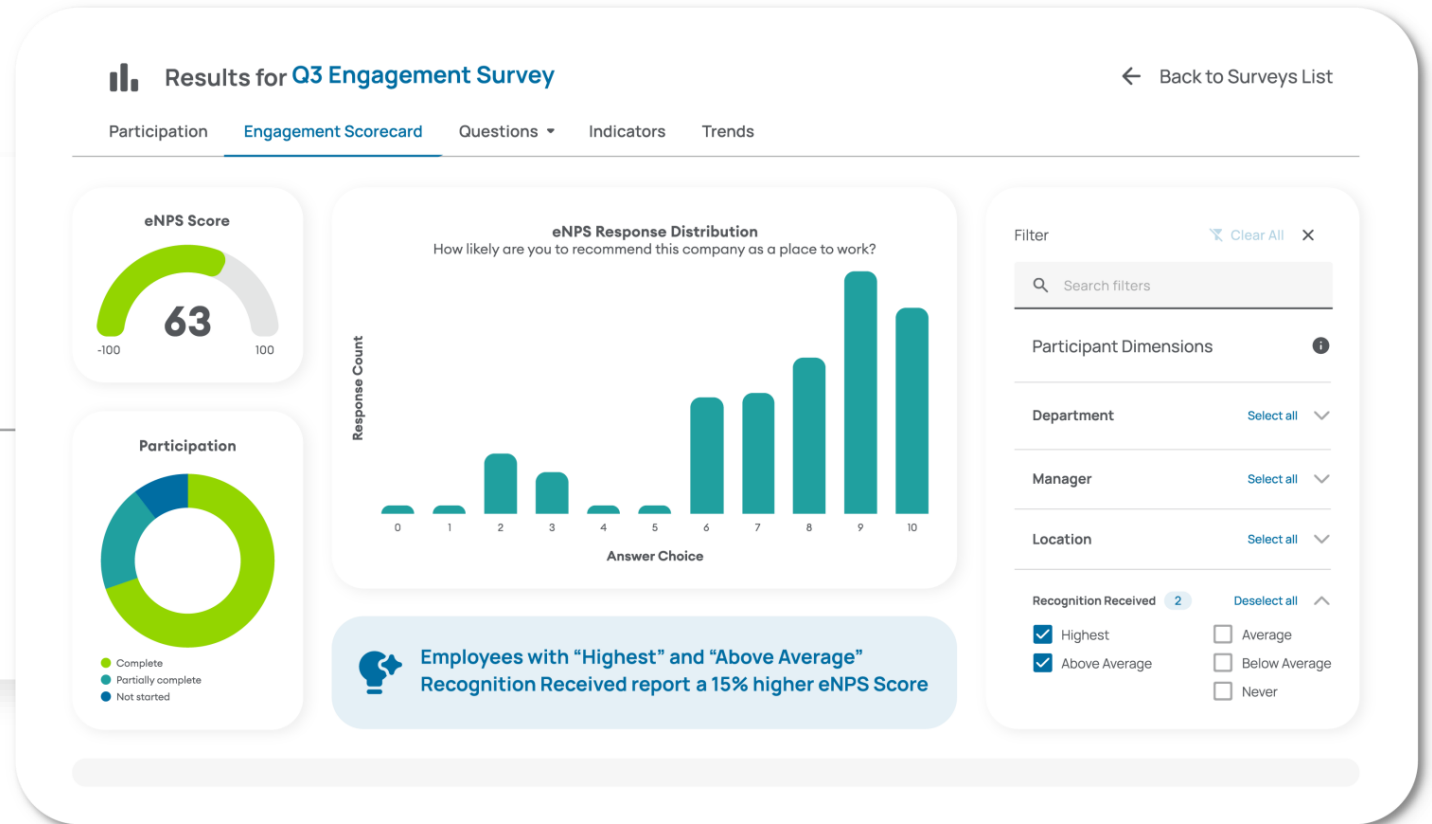 Results for Q3 Engagement Survey
Back to Surveys List
Participation Engagement Scorecard Questions Indicators Trends
eNPS Score
63
-100 100
Participation
Complete
Partially complete
Not started
eNPS Response Distribution
How likely are you to recommend this company as a place to work?
Response Count
0 1 2 3 4 5 6 7 8 9 10
Answer Choice
Employees with “Highest” and “Above Average”
Recognition Received report a 15% higher eNPS Score
Filter Clear All
Search filters
Participant Dimensions
Department Select all
Manager Select all
Location Select all
Recognition Received 2 Deselect all
Highest Average
Above Average Below Average
Never